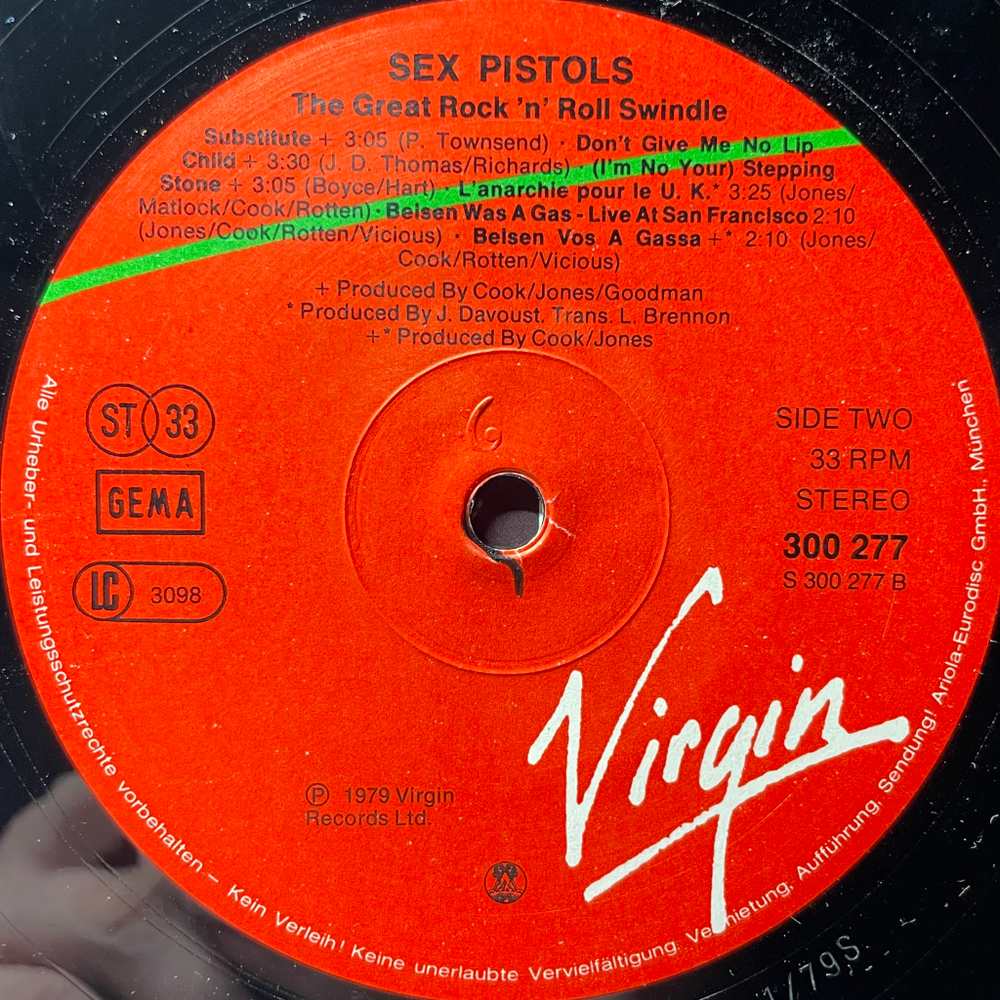 SEX PISTOLS
The Great Rock 'n' Roll Swindle
Substitute + 3:05 (P. Townsend) · Don't Give Me No Lip
Child + 3:30 (J. D. Thomas/Richards) · (I'm No Your) Stepping
Stone + 3:05 (Boyce/Hart) · L'anarchie pour le U. K.* 3:25 (Jones/
Matlock/Cook/Rotten) · Belsen Was A Gas - Live At San Francisco 2:10
(Jones/Cook/Rotten/Vicious) · Belsen Vos A Gassa +* 2:10 (Jones/
Cook/Rotten/Vicious)
+ Produced By Cook/Jones/Goodman
* Produced By J. Davoust. Trans. L. Brennon
+* Produced By Cook/Jones
6
ST 33
GEMA
LC 3098
SIDE TWO
33 RPM
STEREO
300 277
S 300 277 B
Virgin
℗ 1979 Virgin
Records Ltd.
Alle Urheber- und Leistungsschutzrechte vorbehalten – Kein Verleih! Keine unerlaubte Vervielfältigung, Vermietung, Aufführung, Sendung! Ariola-Eurodisc GmbH., München
1/79S